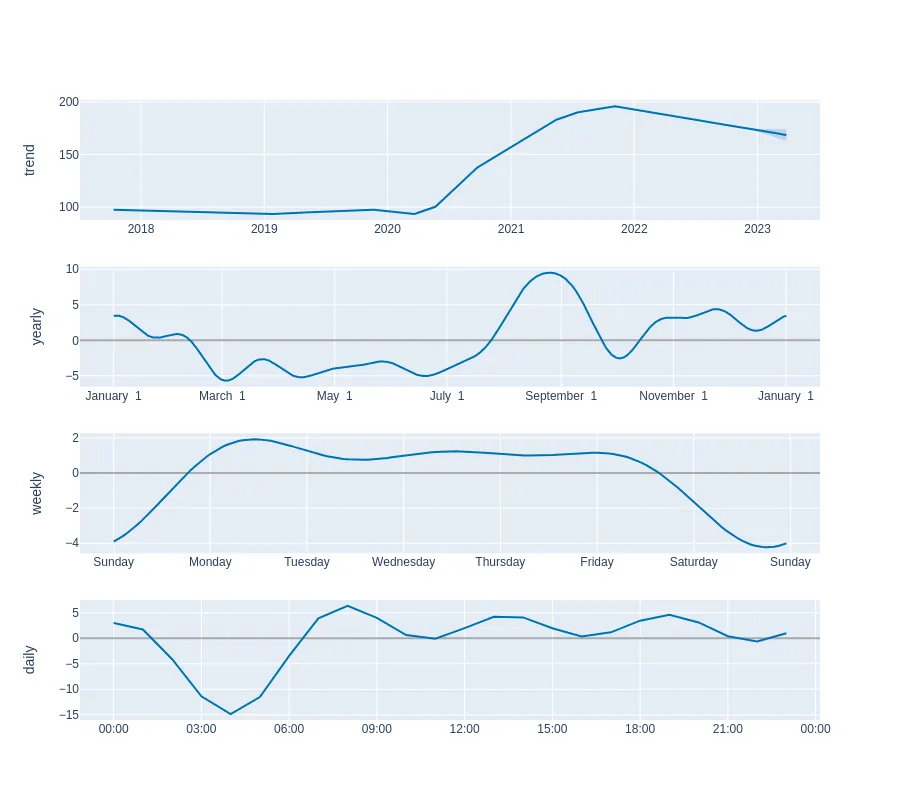 200
150
100
trend
2018 2019 2020 2021 2022 2023
10
5
0
−5
yearly
January 1 March 1 May 1 July 1 September 1 November 1 January 1
2
0
−2
−4
weekly
Sunday Monday Tuesday Wednesday Thursday Friday Saturday Sunday
5
0
−5
−10
−15
daily
00:00 03:00 06:00 09:00 12:00 15:00 18:00 21:00 00:00